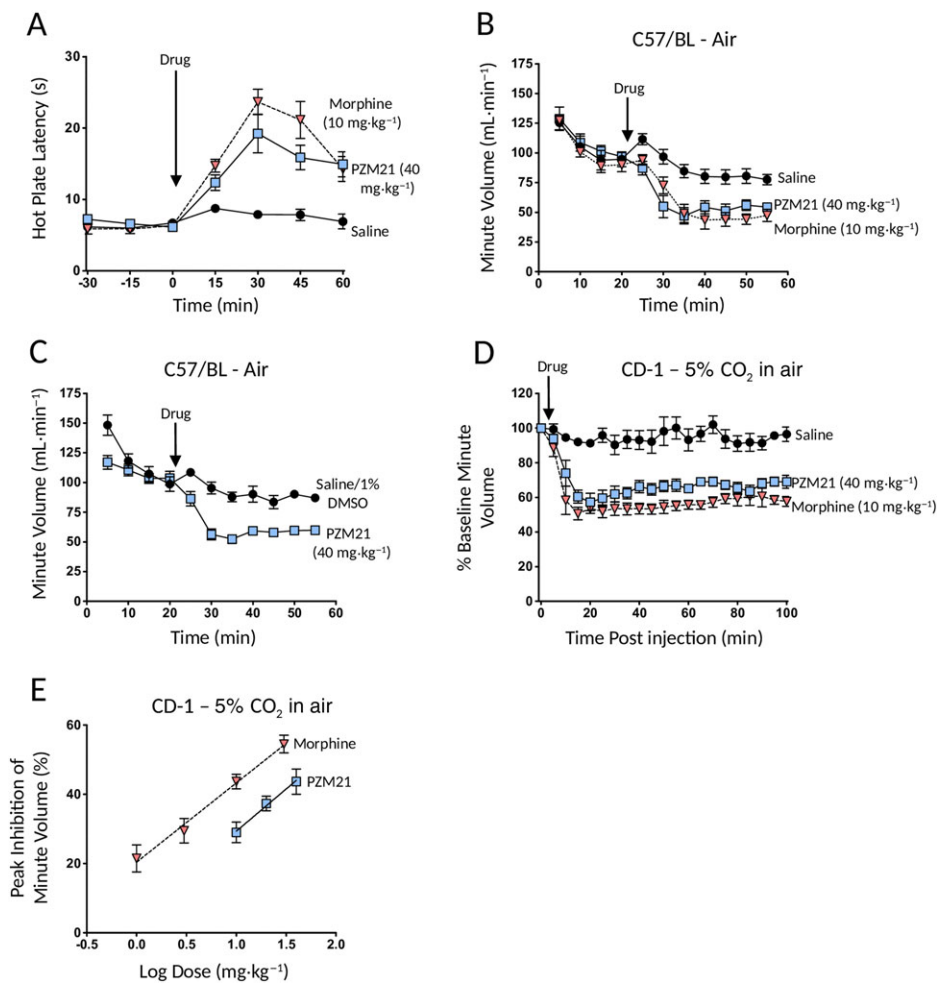 A
Hot Plate Latency (s)
30
20
10
0
-30
-15
0
15
30
45
60
Time (min)
Drug
Morphine
(10 mg·kg⁻¹)
PZM21 (40
mg·kg⁻¹)
Saline
B
C57/BL - Air
Minute Volume (mL·min⁻¹)
175
150
125
100
75
50
25
0
0
10
20
30
40
50
60
Time (min)
Drug
Saline
PZM21 (40 mg·kg⁻¹)
Morphine (10 mg·kg⁻¹)
C
C57/BL - Air
Minute Volume (mL·min⁻¹)
175
150
125
100
75
50
25
0
0
10
20
30
40
50
60
Time (min)
Drug
Saline/1%
DMSO
PZM21
(40 mg·kg⁻¹)
D
CD-1 – 5% CO₂ in air
% Baseline Minute
Volume
120
100
80
60
40
20
0
0
20
40
60
80
100
Time Post injection (min)
Drug
Saline
PZM21 (40 mg·kg⁻¹)
Morphine (10 mg·kg⁻¹)
E
CD-1 – 5% CO₂ in air
Peak Inhibition of
Minute Volume (%)
60
40
20
0
-0.5
0.0
0.5
1.0
1.5
2.0
Log Dose (mg·kg⁻¹)
Morphine
PZM21